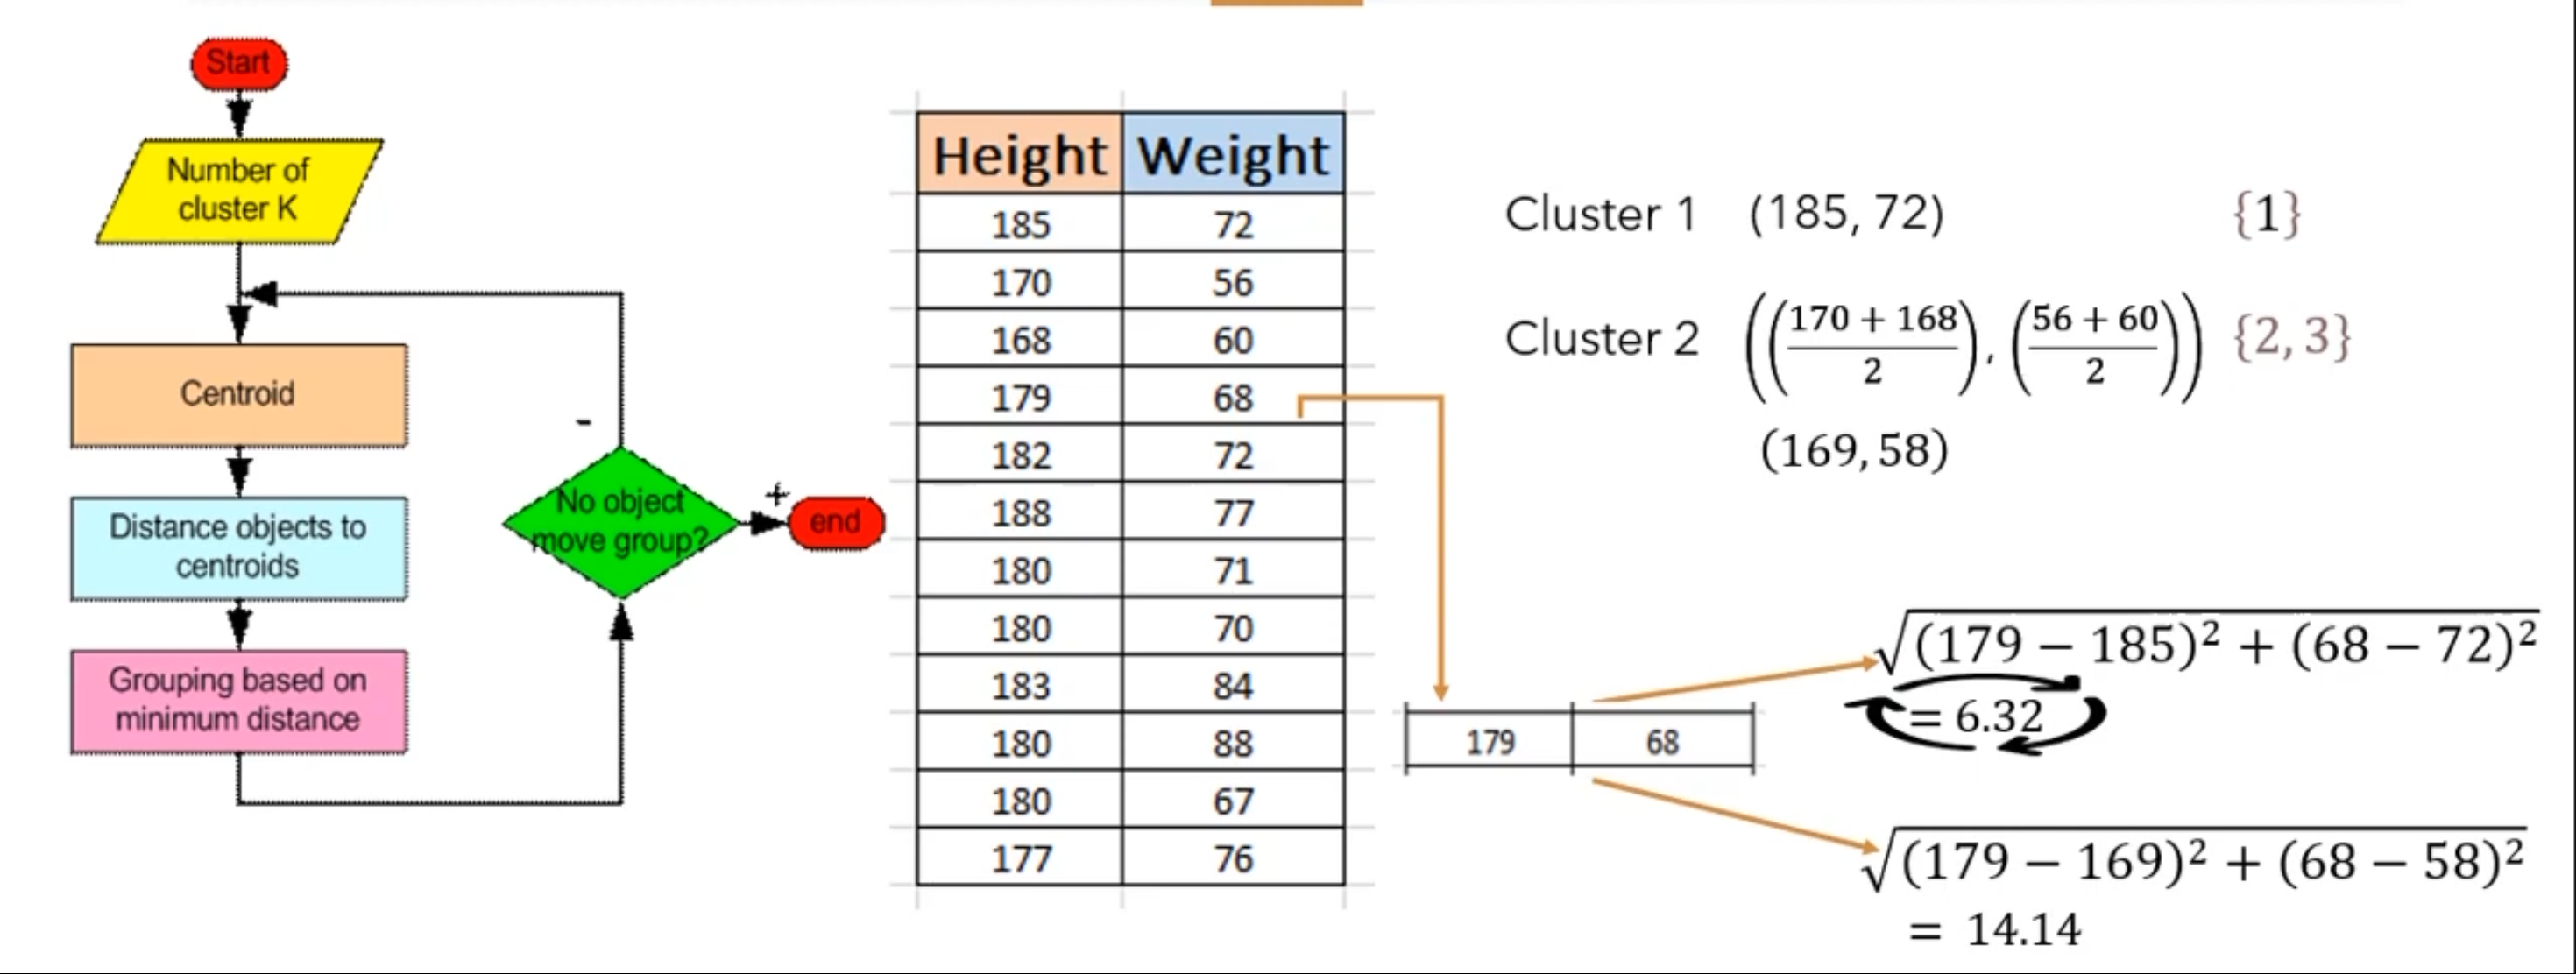 Start
Number of
cluster K
Centroid
Distance objects to
centroids
Grouping based on
minimum distance
-
No object
move group?
+
end
Height Weight
185 72
170 56
168 60
179 68
182 72
188 77
180 71
180 70
183 84
180 88
180 67
177 76
Cluster 1 (185, 72) {1}
Cluster 2 ((170 + 168 / 2), (56 + 60 / 2)) {2, 3}
(169, 58)
179 68
√(179 − 185)² + (68 − 72)²
= 6.32
√(179 − 169)² + (68 − 58)²
= 14.14